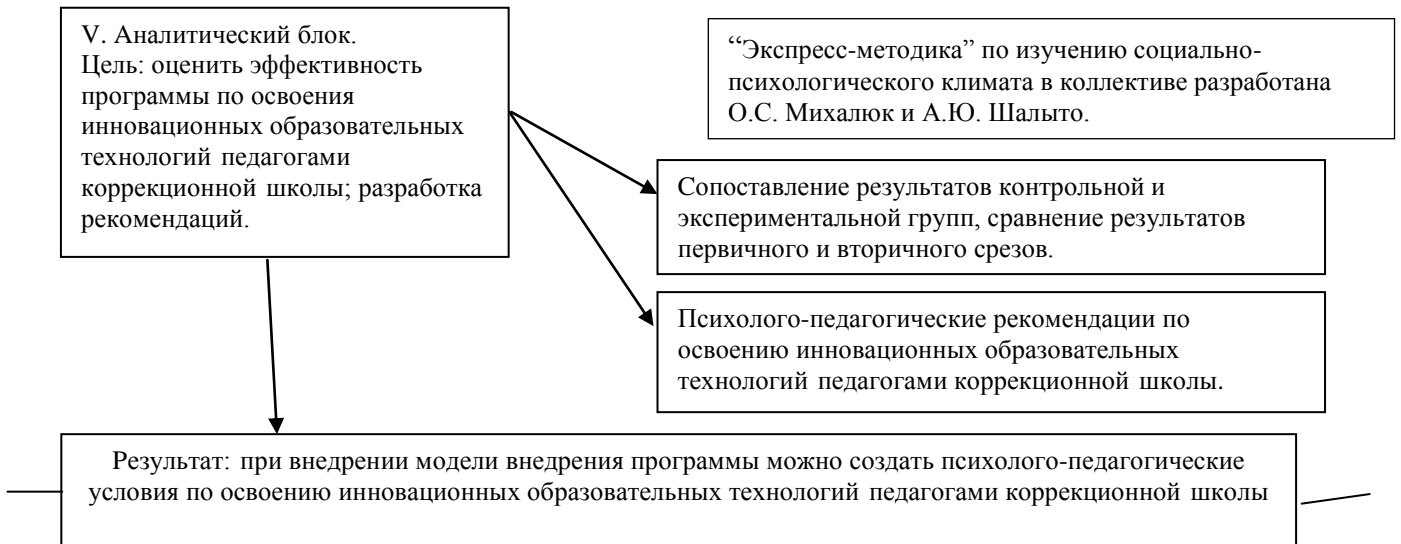 V. Аналитический блок.
Цель: оценить эффективность
программы по освоения
инновационных образовательных
технологий педагогами
коррекционной школы; разработка
рекомендаций.
“Экспресс-методика” по изучению социально-
психологического климата в коллективе разработана
О.С. Михалюк и А.Ю. Шалыто.
Сопоставление результатов контрольной и
экспериментальной групп, сравнение результатов
первичного и вторичного срезов.
Психолого-педагогические рекомендации по
освоению инновационных образовательных
технологий педагогами коррекционной школы.
Результат: при внедрении модели внедрения программы можно создать психолого-педагогические
условия по освоению инновационных образовательных технологий педагогами коррекционной школы